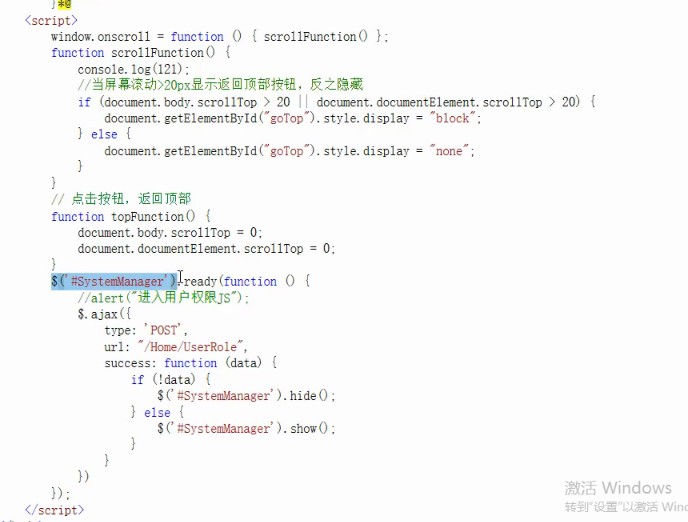 }*@
<script>
window.onscroll = function () { scrollFunction() };
function scrollFunction() {
console.log(121);
//当屏幕滚动>20px显示返回顶部按钮，反之隐藏
if (document.body.scrollTop > 20 || document.documentElement.scrollTop > 20) {
document.getElementById("goTop").style.display = "block";
} else {
document.getElementById("goTop").style.display = "none";
}
}
// 点击按钮，返回顶部
function topFunction() {
document.body.scrollTop = 0;
document.documentElement.scrollTop = 0;
}
$('#SystemManager').ready(function () {
//alert("进入用户权限JS");
$.ajax({
type: 'POST',
url: "/Home/UserRole",
success: function (data) {
if (!data) {
$('#SystemManager').hide();
} else {
$('#SystemManager').show();
}
}
})
});
</script>
激活 Windows
转到"设置"以激活 Win